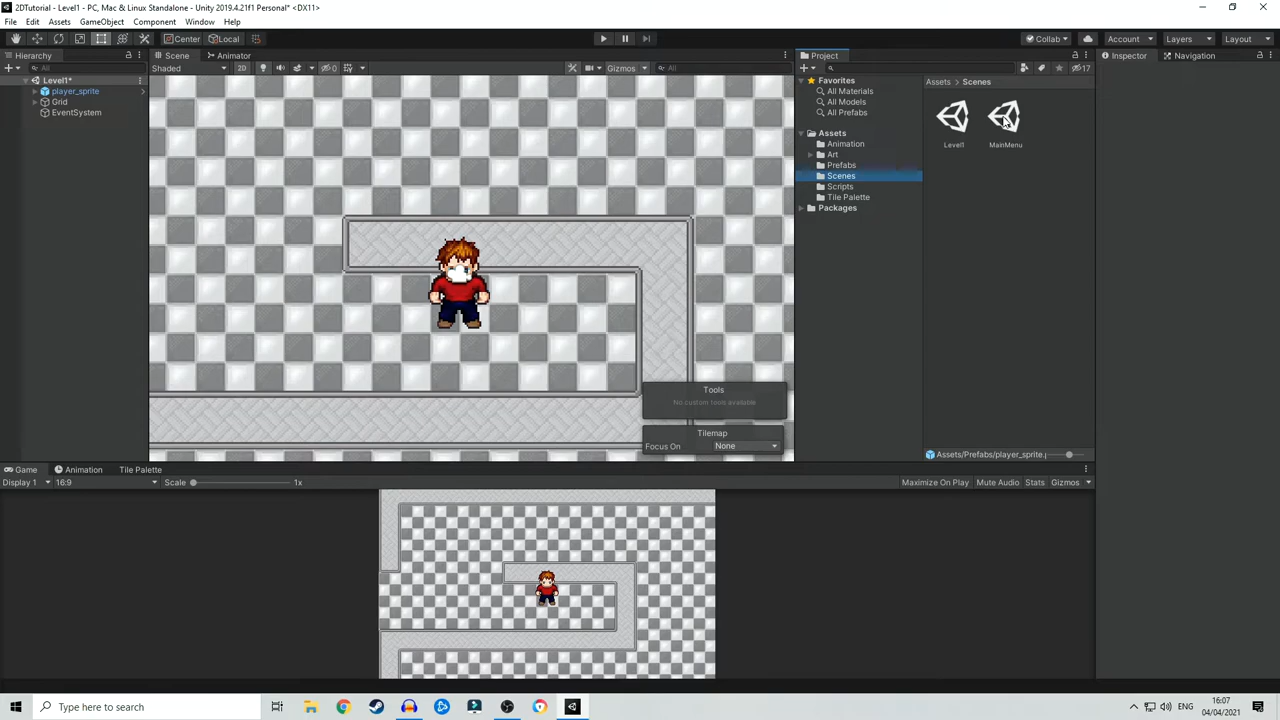 2DTutorial - Level1 - PC, Mac & Linux Standalone - Unity 2019.4.21f1 Personal* <DX11>
File Edit Assets GameObject Component Window Help
Center Local Collab Account Layers Layout
Hierarchy Scene Animator Project Inspector Navigation
All Shaded 2D 0 Gizmos All 17
Level1*
player_sprite
Grid
EventSystem
Favorites
All Materials
All Models
All Prefabs
Assets
Animation
Art
Prefabs
Scenes
Scripts
Tile Palette
Packages
Assets > Scenes
Level1 MainMenu
Tools
No custom tools available
Tilemap
Focus On None
Assets/Prefabs/player_sprite.p
Game Animation Tile Palette
Display 1 16:9 Scale 1x Maximize On Play Mute Audio Stats Gizmos
Type here to search
ENG
16:07
04/04/2021